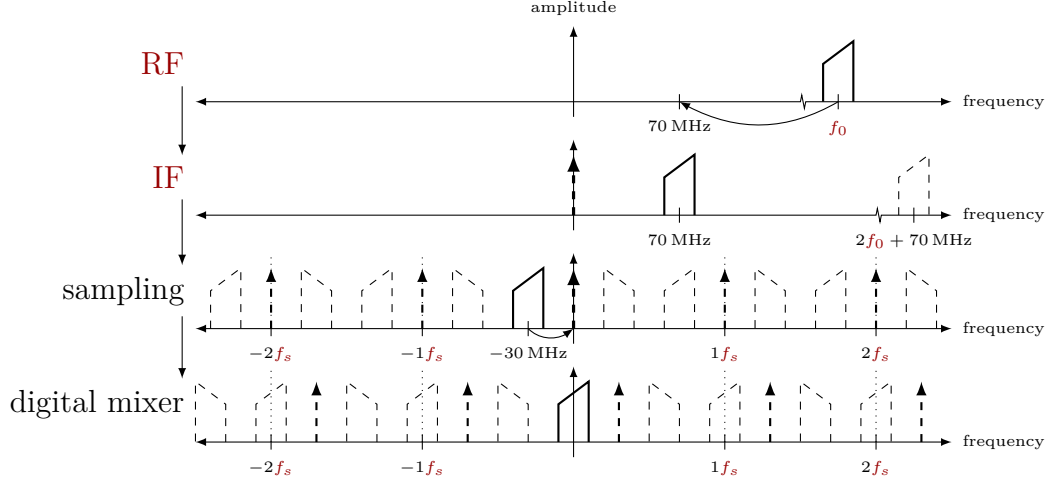 amplitude
RF
frequency
70 MHz
f₀
IF
frequency
70 MHz
2f₀ + 70 MHz
sampling
frequency
−2fₛ
−1fₛ
−30 MHz
1fₛ
2fₛ
digital mixer
frequency
−2fₛ
−1fₛ
1fₛ
2fₛ